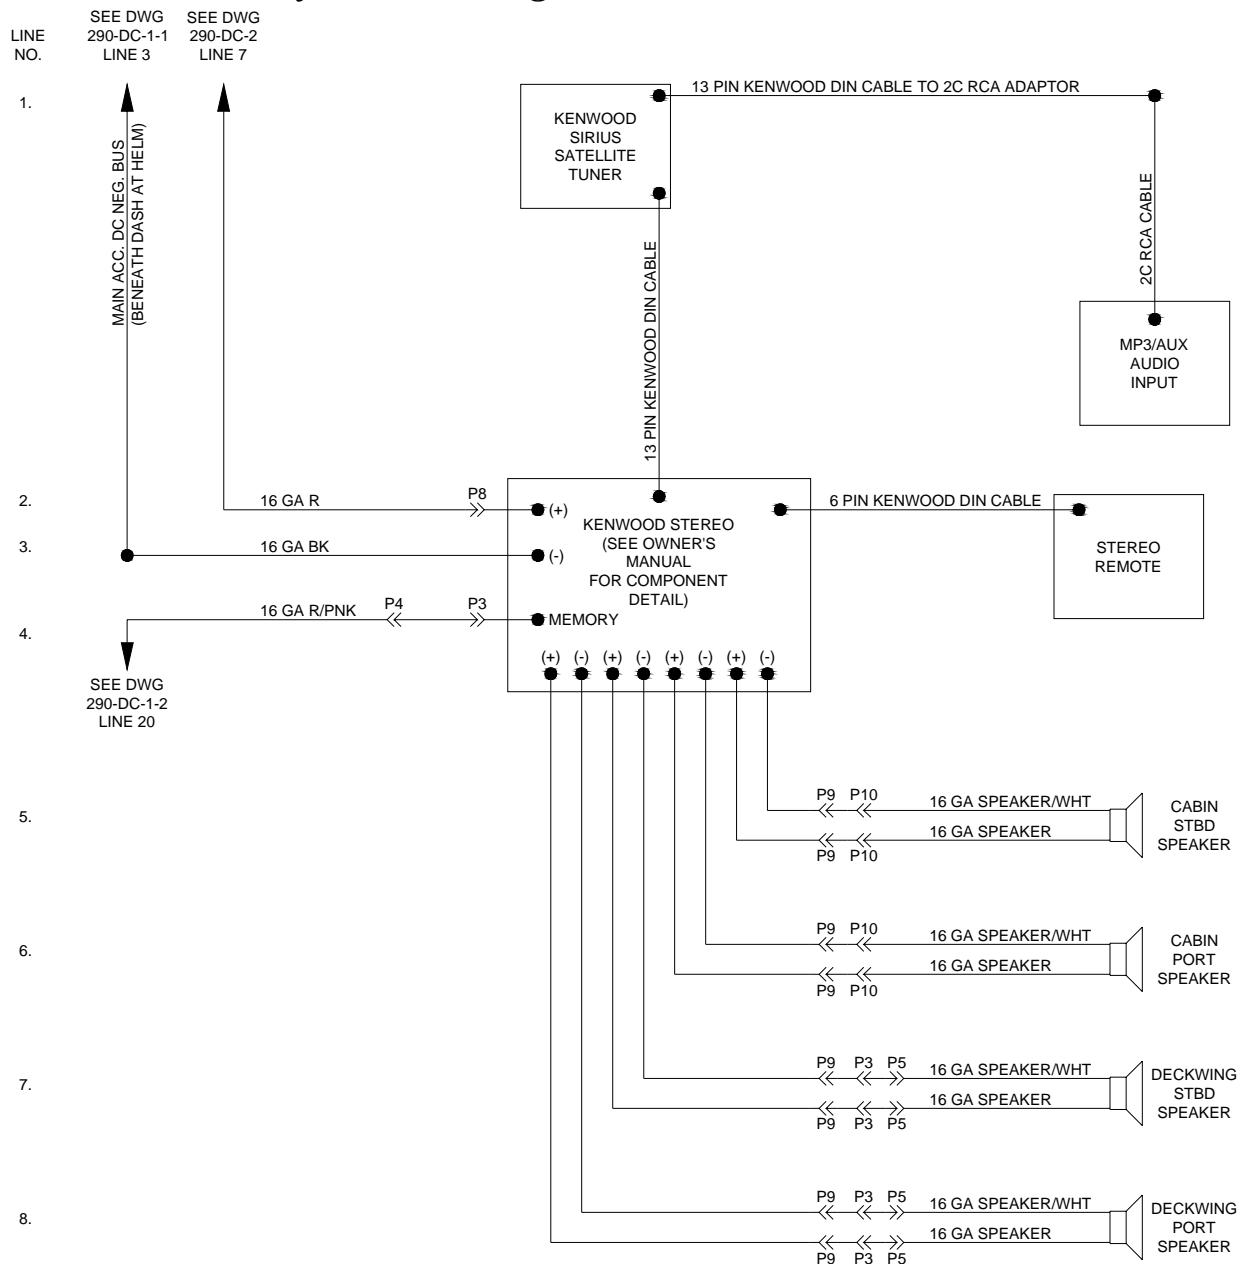 LINE
NO.
SEE DWG
290-DC-1-1
LINE 3
SEE DWG
290-DC-2
LINE 7
1.
MAIN ACC. DC NEG. BUS
(BENEATH DASH AT HELM)
KENWOOD
SIRIUS
SATELLITE
TUNER
13 PIN KENWOOD DIN CABLE TO 2C RCA ADAPTOR
2C RCA CABLE
13 PIN KENWOOD DIN CABLE
MP3/AUX
AUDIO
INPUT
2.
16 GA R
P8
(+)
3.
16 GA BK
(-)
KENWOOD STEREO
(SEE OWNER'S
MANUAL
FOR COMPONENT
DETAIL)
6 PIN KENWOOD DIN CABLE
STEREO
REMOTE
4.
16 GA R/PNK
P4
P3
MEMORY
(+) (-) (+) (-) (+) (-) (+) (-)
SEE DWG
290-DC-1-2
LINE 20
5.
P9 P10
16 GA SPEAKER/WHT
16 GA SPEAKER
P9 P10
CABIN
STBD
SPEAKER
6.
P9 P10
16 GA SPEAKER/WHT
16 GA SPEAKER
P9 P10
CABIN
PORT
SPEAKER
7.
P9 P3 P5
16 GA SPEAKER/WHT
16 GA SPEAKER
P9 P3 P5
DECKWING
STBD
SPEAKER
8.
P9 P3 P5
16 GA SPEAKER/WHT
16 GA SPEAKER
P9 P3 P5
DECKWING
PORT
SPEAKER